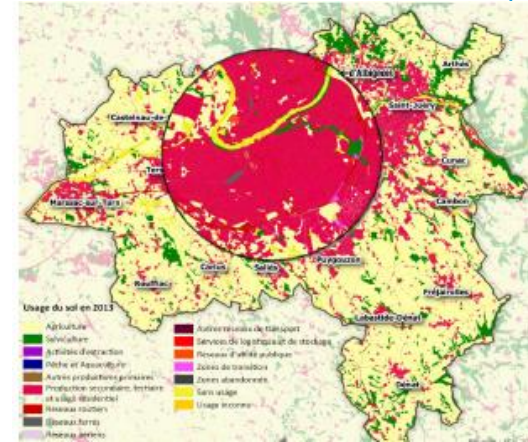 Arthès
d'Albigeois
Saint-Juéry
Castelnau-de-
Cunac
Ters
Cambon
Marssac-sur-Tarn
Puygouzon
Carlus
Saliès
Rouffiac
Fréjairolles
Labastide-Dénat
Dénat
Usage du sol en 2013
Agriculture
Sylviculture
Activités d'extraction
Pêche et Aquaculture
Autres productions primaires
Production secondaire, tertiaire
et usage résidentiel
Réseaux routiers
Réseaux ferrés
Réseaux aériens
Autres réseaux de transport
Services de logistique et de stockage
Réseaux d'utilité publique
Zones de transition
Zones abandonnées
Sans usage
Usage inconnu